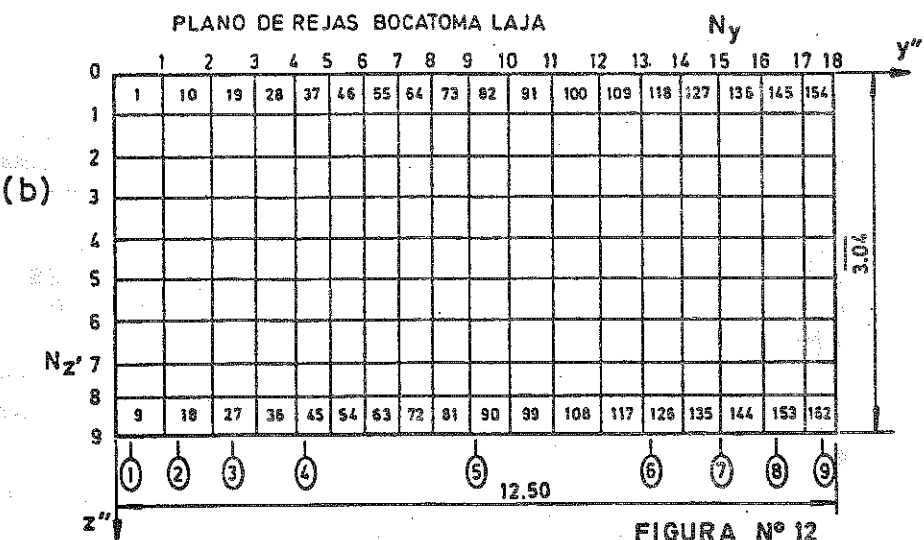 PLANO DE REJAS BOCATOMA LAJA
Ny
y"
0 1 2 3 4 5 6 7 8 9 10 11 12 13 14 15 16 17 18
1 10 19 28 37 46 55 64 73 82 91 100 109 118 127 136 145 154
1
2
(b)
3
4
5
6
Nz' 7
8
9 18 27 36 45 54 63 72 81 90 99 108 117 126 135 144 153 162
9
3.04
1 2 3 4 5 6 7 8 9
12.50
z"
FIGURA Nº 12